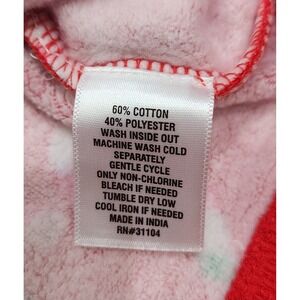 60% COTTON
40% POLYESTER
WASH INSIDE OUT
MACHINE WASH COLD
SEPARATELY
GENTLE CYCLE
ONLY NON-CHLORINE
BLEACH IF NEEDED
TUMBLE DRY LOW
COOL IRON IF NEEDED
MADE IN INDIA
RN#31104